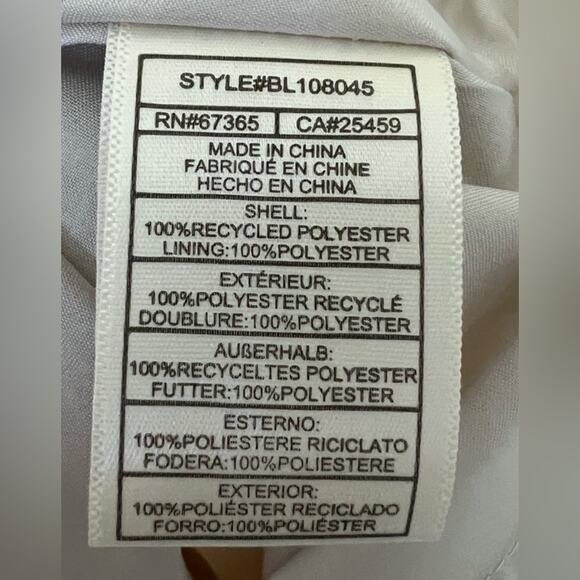 STYLE#BL108045
RN#67365 CA#25459
MADE IN CHINA
FABRIQUÉ EN CHINE
HECHO EN CHINA
SHELL:
100%RECYCLED POLYESTER
LINING:100%POLYESTER
EXTÉRIEUR:
100%POLYESTER RECYCLÉ
DOUBLURE:100%POLYESTER
AUßERHALB:
100%RECYCELTES POLYESTER
FUTTER:100%POLYESTER
ESTERNO:
100%POLIESTERE RICICLATO
FODERA:100%POLIESTERE
EXTERIOR:
100%POLIÉSTER RECICLADO
FORRO:100%POLIÉSTER